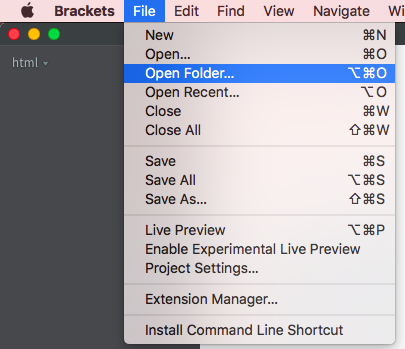 Brackets File Edit Find View Navigate Wi
html
New ⌘N
Open... ⌘O
Open Folder... ⌥⌘O
Open Recent... ⌥O
Close ⌘W
Close All ⇧⌘W
Save ⌘S
Save All ⌥⌘S
Save As... ⇧⌘S
Live Preview ⌥⌘P
Enable Experimental Live Preview
Project Settings...
Extension Manager...
Install Command Line Shortcut